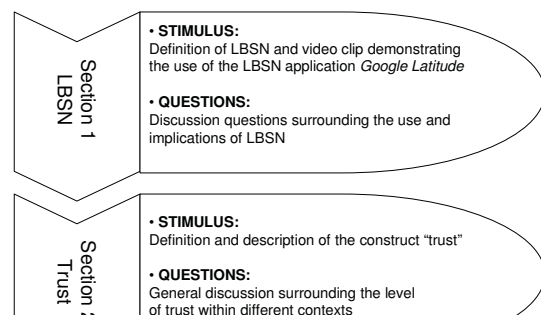 Section 1
LBSN
• STIMULUS:
Definition of LBSN and video clip demonstrating
the use of the LBSN application Google Latitude
• QUESTIONS:
Discussion questions surrounding the use and
implications of LBSN
Section 2
Trust
• STIMULUS:
Definition and description of the construct “trust”
• QUESTIONS:
General discussion surrounding the level
of trust within different contexts